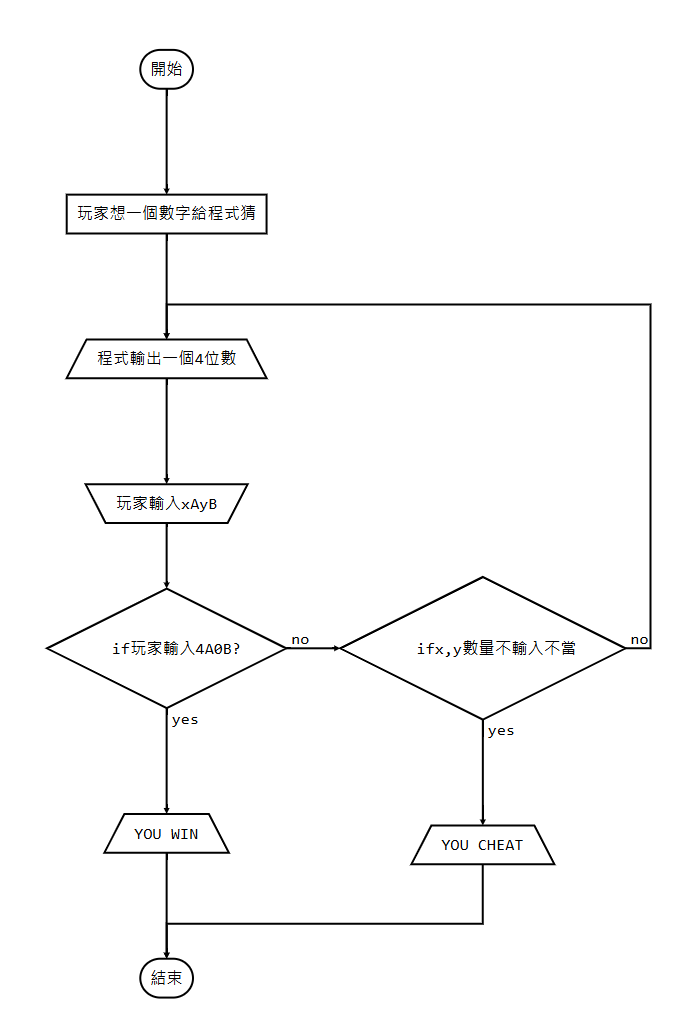 開始
玩家想一個數字給程式猜
程式輸出一個4位數
玩家輸入xAyB
if玩家輸入4A0B?
no
ifx,y數量不輸入不當
no
yes
yes
YOU WIN
YOU CHEAT
結束